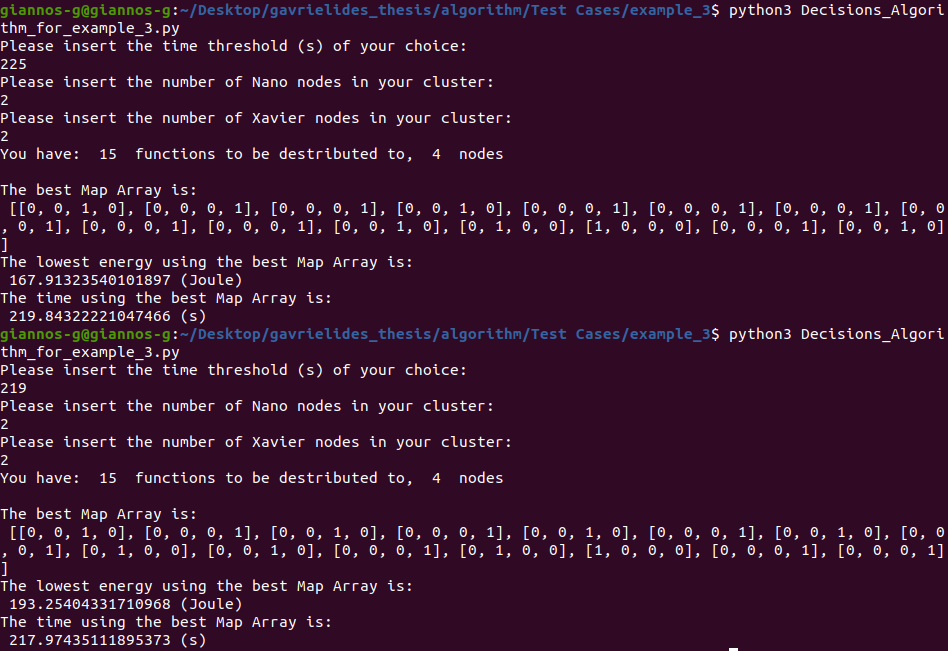 giannos-g@giannos-g:~/Desktop/gavrielides_thesis/algorithm/Test Cases/example_3$ python3 Decisions_Algori
thm_for_example_3.py
Please insert the time threshold (s) of your choice:
225
Please insert the number of Nano nodes in your cluster:
2
Please insert the number of Xavier nodes in your cluster:
2
You have:  15  functions to be destributed to,  4  nodes

The best Map Array is:
 [[0, 0, 1, 0], [0, 0, 0, 1], [0, 0, 0, 1], [0, 0, 1, 0], [0, 0, 0, 1], [0, 0, 0, 1], [0, 0, 0, 1], [0, 0
, 0, 1], [0, 0, 0, 1], [0, 0, 0, 1], [0, 0, 1, 0], [0, 1, 0, 0], [1, 0, 0, 0], [0, 0, 0, 1], [0, 0, 1, 0]
]
The lowest energy using the best Map Array is:
 167.91323540101897 (Joule)
The time using the best Map Array is:
 219.84322221047466 (s)
giannos-g@giannos-g:~/Desktop/gavrielides_thesis/algorithm/Test Cases/example_3$ python3 Decisions_Algori
thm_for_example_3.py
Please insert the time threshold (s) of your choice:
219
Please insert the number of Nano nodes in your cluster:
2
Please insert the number of Xavier nodes in your cluster:
2
You have:  15  functions to be destributed to,  4  nodes

The best Map Array is:
 [[0, 0, 1, 0], [0, 0, 0, 1], [0, 0, 1, 0], [0, 0, 0, 1], [0, 0, 1, 0], [0, 0, 0, 1], [0, 0, 1, 0], [0, 0
, 0, 1], [0, 1, 0, 0], [0, 0, 1, 0], [0, 0, 0, 1], [0, 1, 0, 0], [1, 0, 0, 0], [0, 0, 0, 1], [0, 0, 0, 1]
]
The lowest energy using the best Map Array is:
 193.25404331710968 (Joule)
The time using the best Map Array is:
 217.97435111895373 (s)